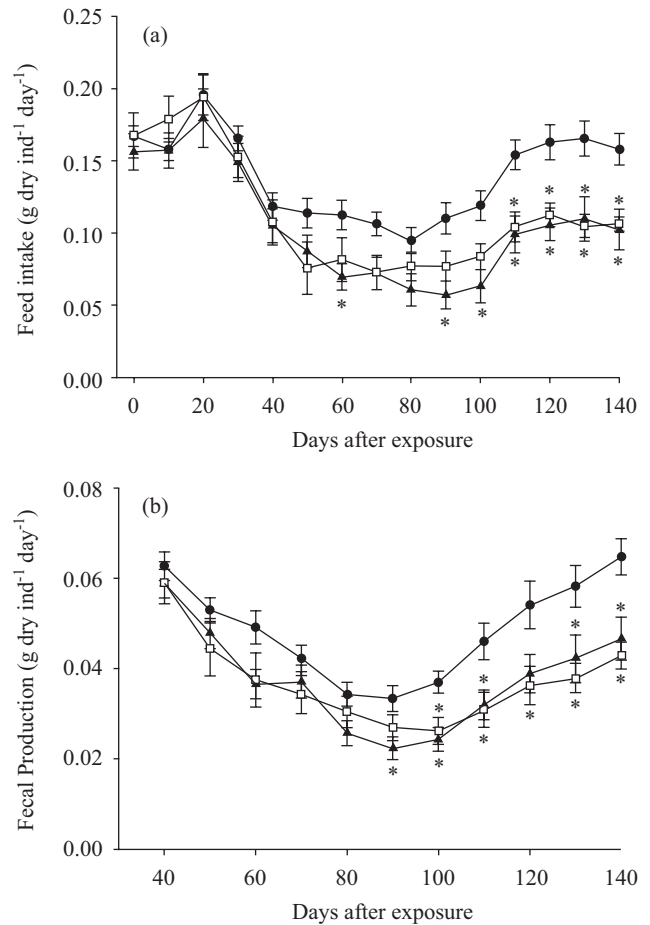 (a)
Feed intake (g dry ind-1 day-1)
0.25
0.20
0.15
0.10
0.05
0.00
* * * *
* * * * * * *
0 20 40 60 80 100 120 140
Days after exposure
(b)
Fecal Production (g dry ind-1 day-1)
0.08
0.06
0.04
0.02
0.00
* * * *
* * * * * *
40 60 80 100 120 140
Days after exposure